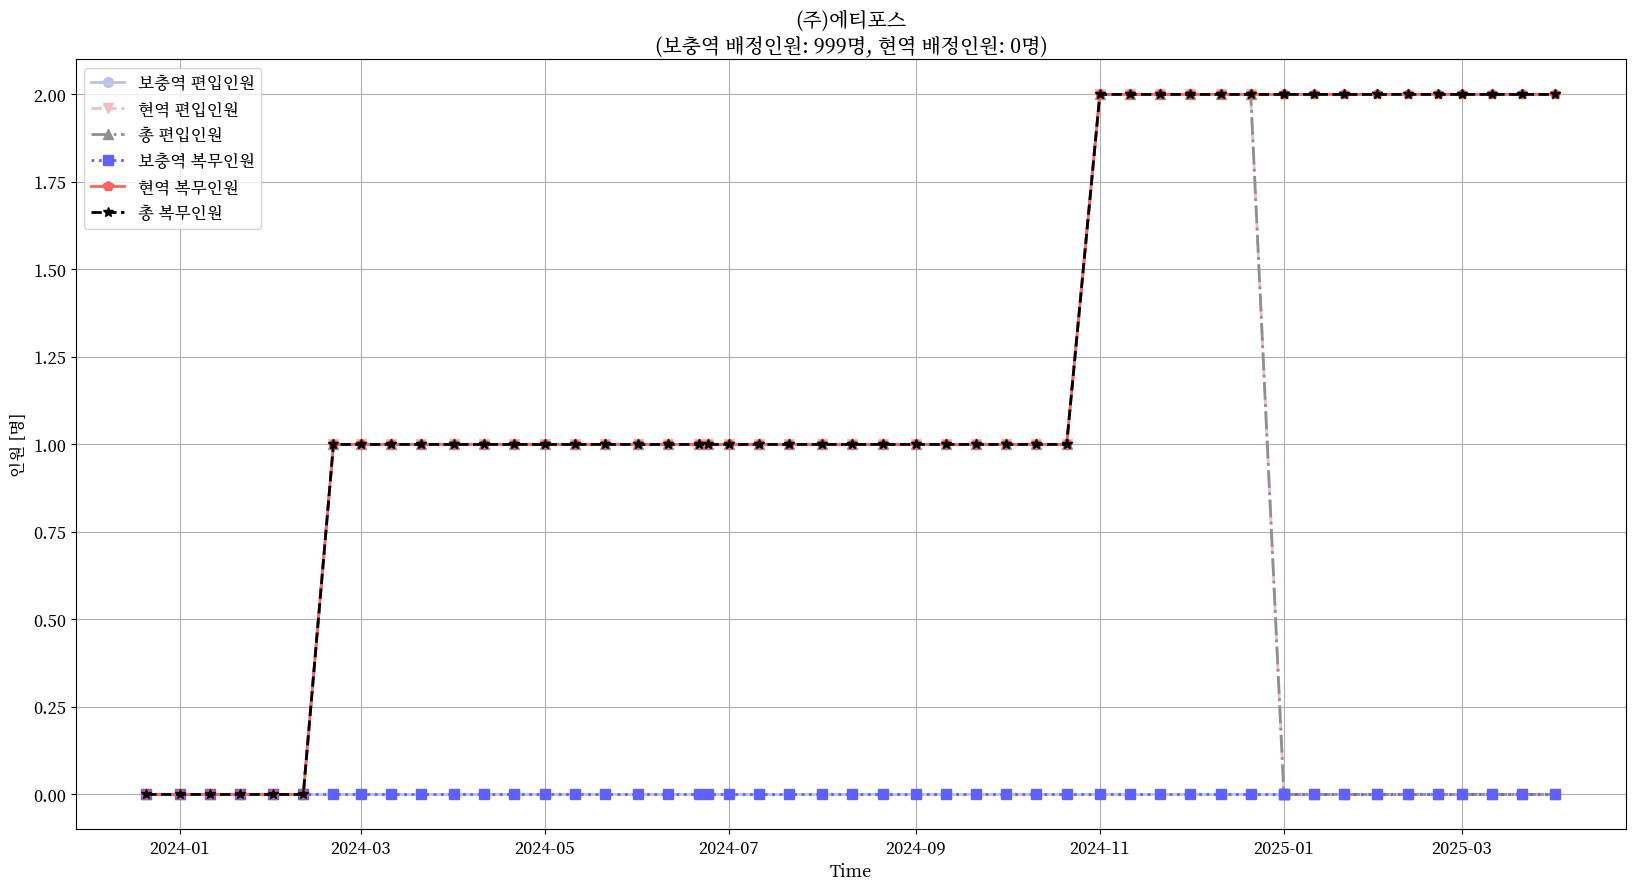 (주)에티포스
(보충역 배정인원: 999명, 현역 배정인원: 0명)
보충역 편입인원
현역 편입인원
총 편입인원
보충역 복무인원
현역 복무인원
총 복무인원
2.00
1.75
1.50
1.25
1.00
0.75
0.50
0.25
0.00
인원 [명]
2024-01 2024-03 2024-05 2024-07 2024-09 2024-11 2025-01 2025-03
Time